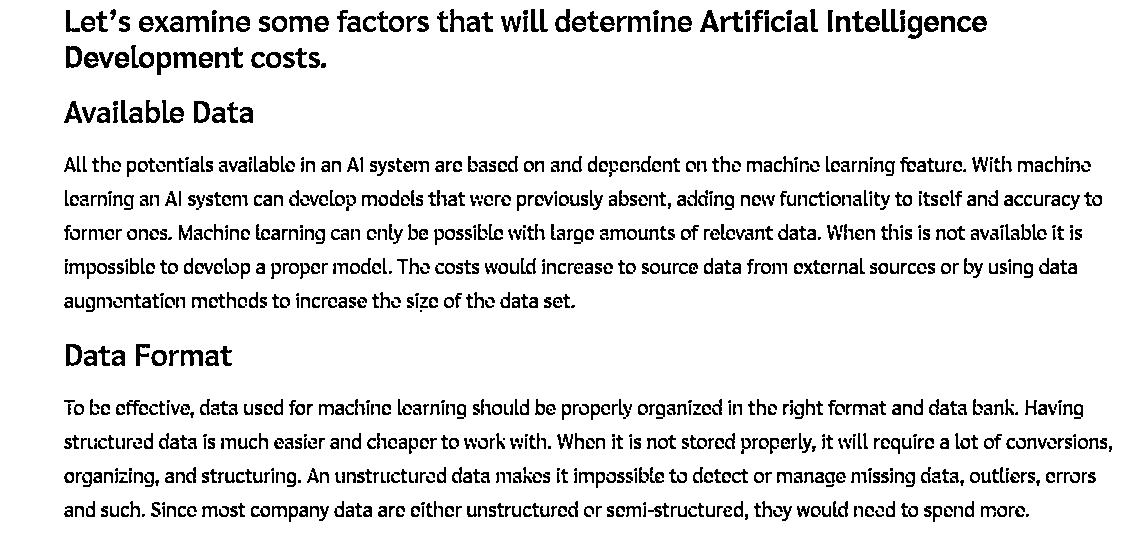 Let's examine some factors that will determine Artificial Intelligence
Development costs.
Available Data
All the potentials available in an AI system are based on and dependent on the machine learning feature. With machine
learning an AI system can develop models that were previously absent, adding new functionality to itself and accuracy to
former ones. Machine learning can only be possible with large amounts of relevant data. When this is not available it is
impossible to develop a proper model. The costs would increase to source data from external sources or by using data
augmentation methods to increase the size of the data set.
Data Format
To be effective, data used for machine learning should be properly organized in the right format and data bank. Having
structured data is much easier and cheaper to work with. When it is not stored properly, it will require a lot of conversions,
organizing, and structuring. An unstructured data makes it impossible to detect or manage missing data, outliers, errors
and such. Since most company data are either unstructured or semi-structured, they would need to spend more.